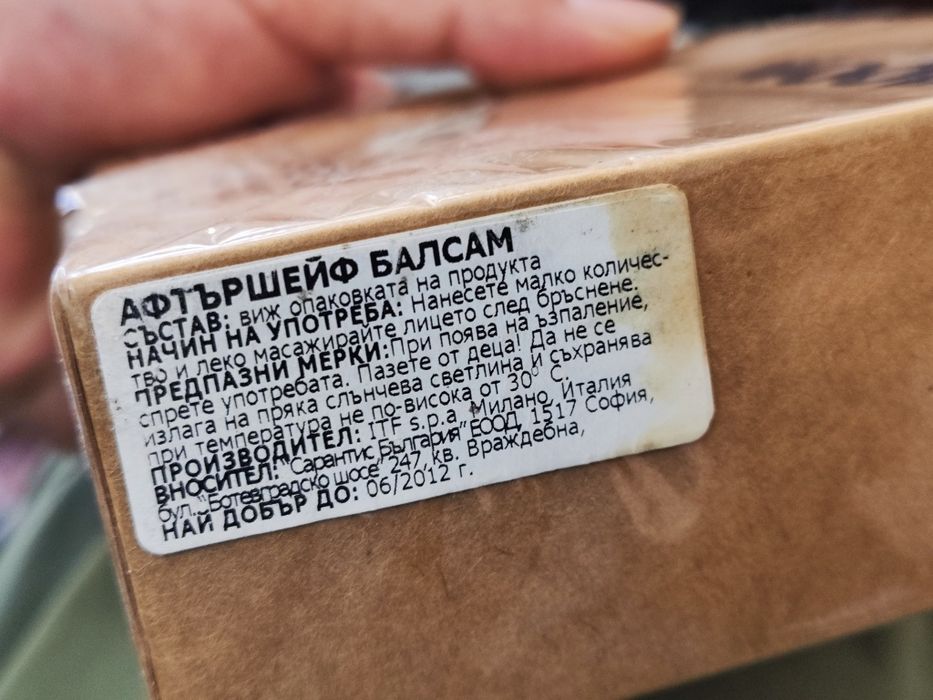 АФТЪРШЕЙФ БАЛСАМ
СЪСТАВ: виж опаковката на продукта
НАЧИН НА УПОТРЕБА: Нанесете малко количес-
тво и леко масажирайте лицето след бръснене.
ПРЕДПАЗНИ МЕРКИ:При поява на възпаление,
спрете употребата. Пазете от деца! Да не се
излага на пряка слънчева светлина и съхранява
при температура не по-висока от 30° С.
ПРОИЗВОДИТЕЛ: ITF s.p.a, Милано, Италия
ВНОСИТЕЛ: "Сарантис България" ЕООД, 1517 София,
бул. "Ботевградско шосе" 247, кв. Враждебна,
НАЙ ДОБЪР ДО: 06/2012 г.